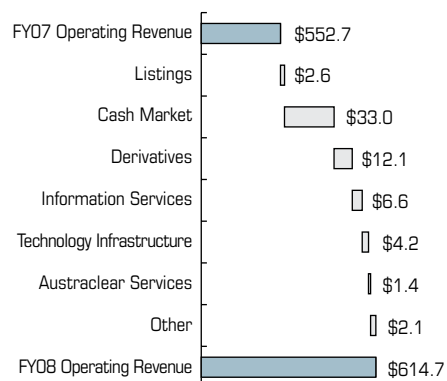 FY07 Operating Revenue $552.7
Listings $2.6
Cash Market $33.0
Derivatives $12.1
Information Services $6.6
Technology Infrastructure $4.2
Austraclear Services $1.4
Other $2.1
FY08 Operating Revenue $614.7